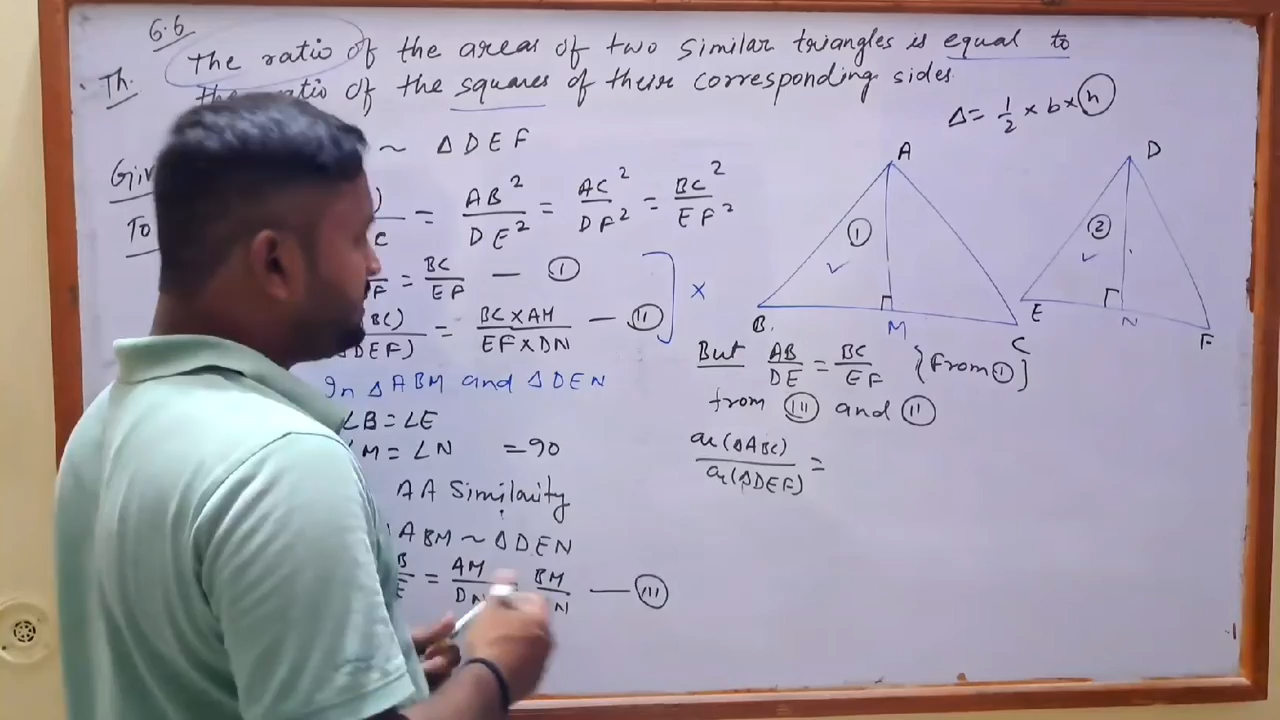 6.6
Th. The ratio of the areas of two similar triangles is equal to
the ratio of the squares of their corresponding sides.
Δ = 1/2 × b × h
~ Δ DEF
To
= AB²/DE² = AC²/DF² = BC²/EF²
= BC/EF — I
= BC×AM/EF×DN — II
×
In Δ ABM and Δ DEN
∠B = ∠E
∠M = ∠N = 90
AA Similarity
ABM ~ Δ DEN
= AM/DN BM — III
A
B.
M
C
1
D
E
N
F
2
But AB/DE = BC/EF {From I}
from III and II
ar(ΔABC)/ar(ΔDEF) =